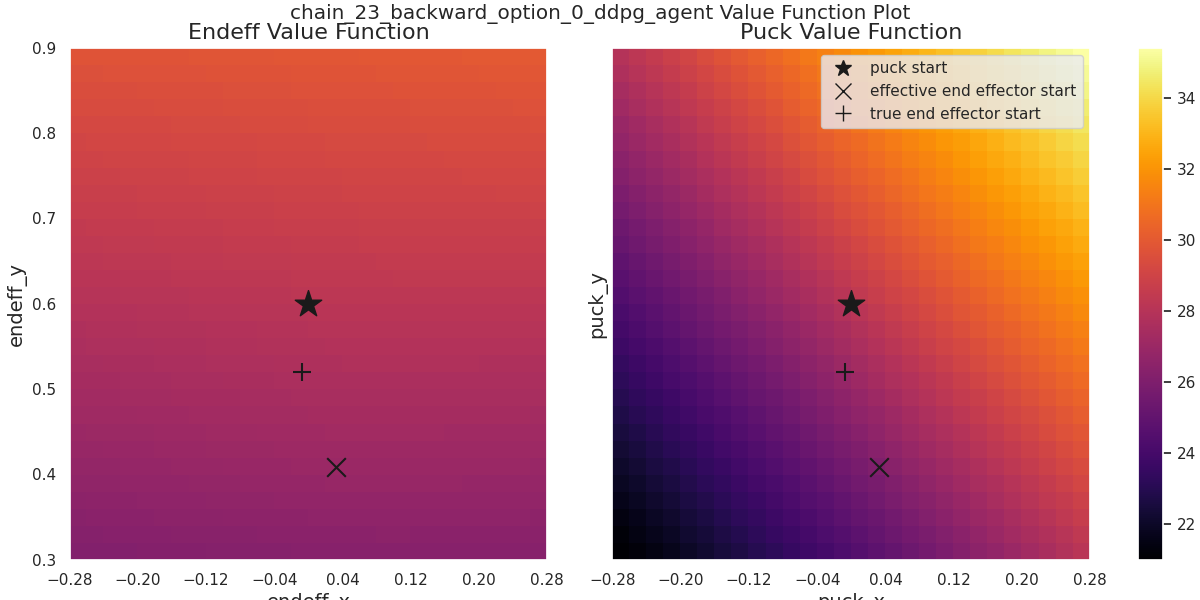 chain_23_backward_option_0_ddpg_agent Value Function Plot
Endeff Value Function
Puck Value Function
puck start
effective end effector start
true end effector start
endeff_y
0.9
0.8
0.7
0.6
0.5
0.4
0.3
−0.28 −0.20 −0.12 −0.04 0.04 0.12 0.20 0.28
endeff_x
puck_y
−0.28 −0.20 −0.12 −0.04 0.04 0.12 0.20 0.28
puck_x
34
32
30
28
26
24
22